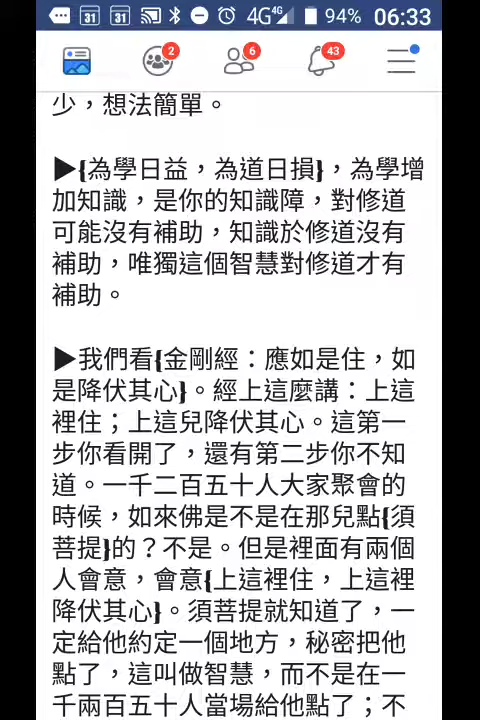 31 31 4G 4G 94% 06:33
2 6 43
少，想法簡單。
▶{為學日益，為道日損}，為學增
加知識，是你的知識障，對修道
可能沒有補助，知識於修道沒有
補助，唯獨這個智慧對修道才有
補助。
▶我們看{金剛經：應如是住，如
是降伏其心}。經上這麼講：上這
裡住；上這兒降伏其心。這第一
步你看開了，還有第二步你不知
道。一千二百五十人大家聚會的
時候，如來佛是不是在那兒點{須
菩提}的？不是。但是裡面有兩個
人會意，會意{上這裡住，上這裡
降伏其心}。須菩提就知道了，一
定給他約定一個地方，秘密把他
點了，這叫做智慧，而不是在一
千兩百五十人當場給他點了；不